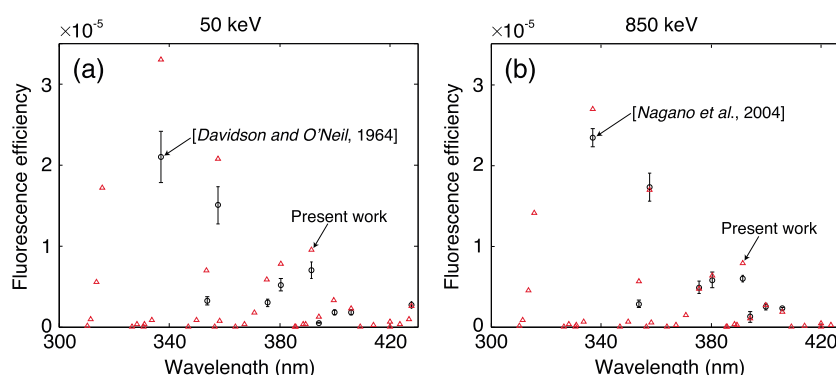 50 keV
×10⁻⁵
(a)
3
2
1
0
Fluorescence efficiency
[Davidson and O'Neil, 1964]
Present work
300 340 380 420
Wavelength (nm)
850 keV
×10⁻⁵
(b)
3
2
1
0
Fluorescence efficiency
[Nagano et al., 2004]
Present work
300 340 380 420
Wavelength (nm)